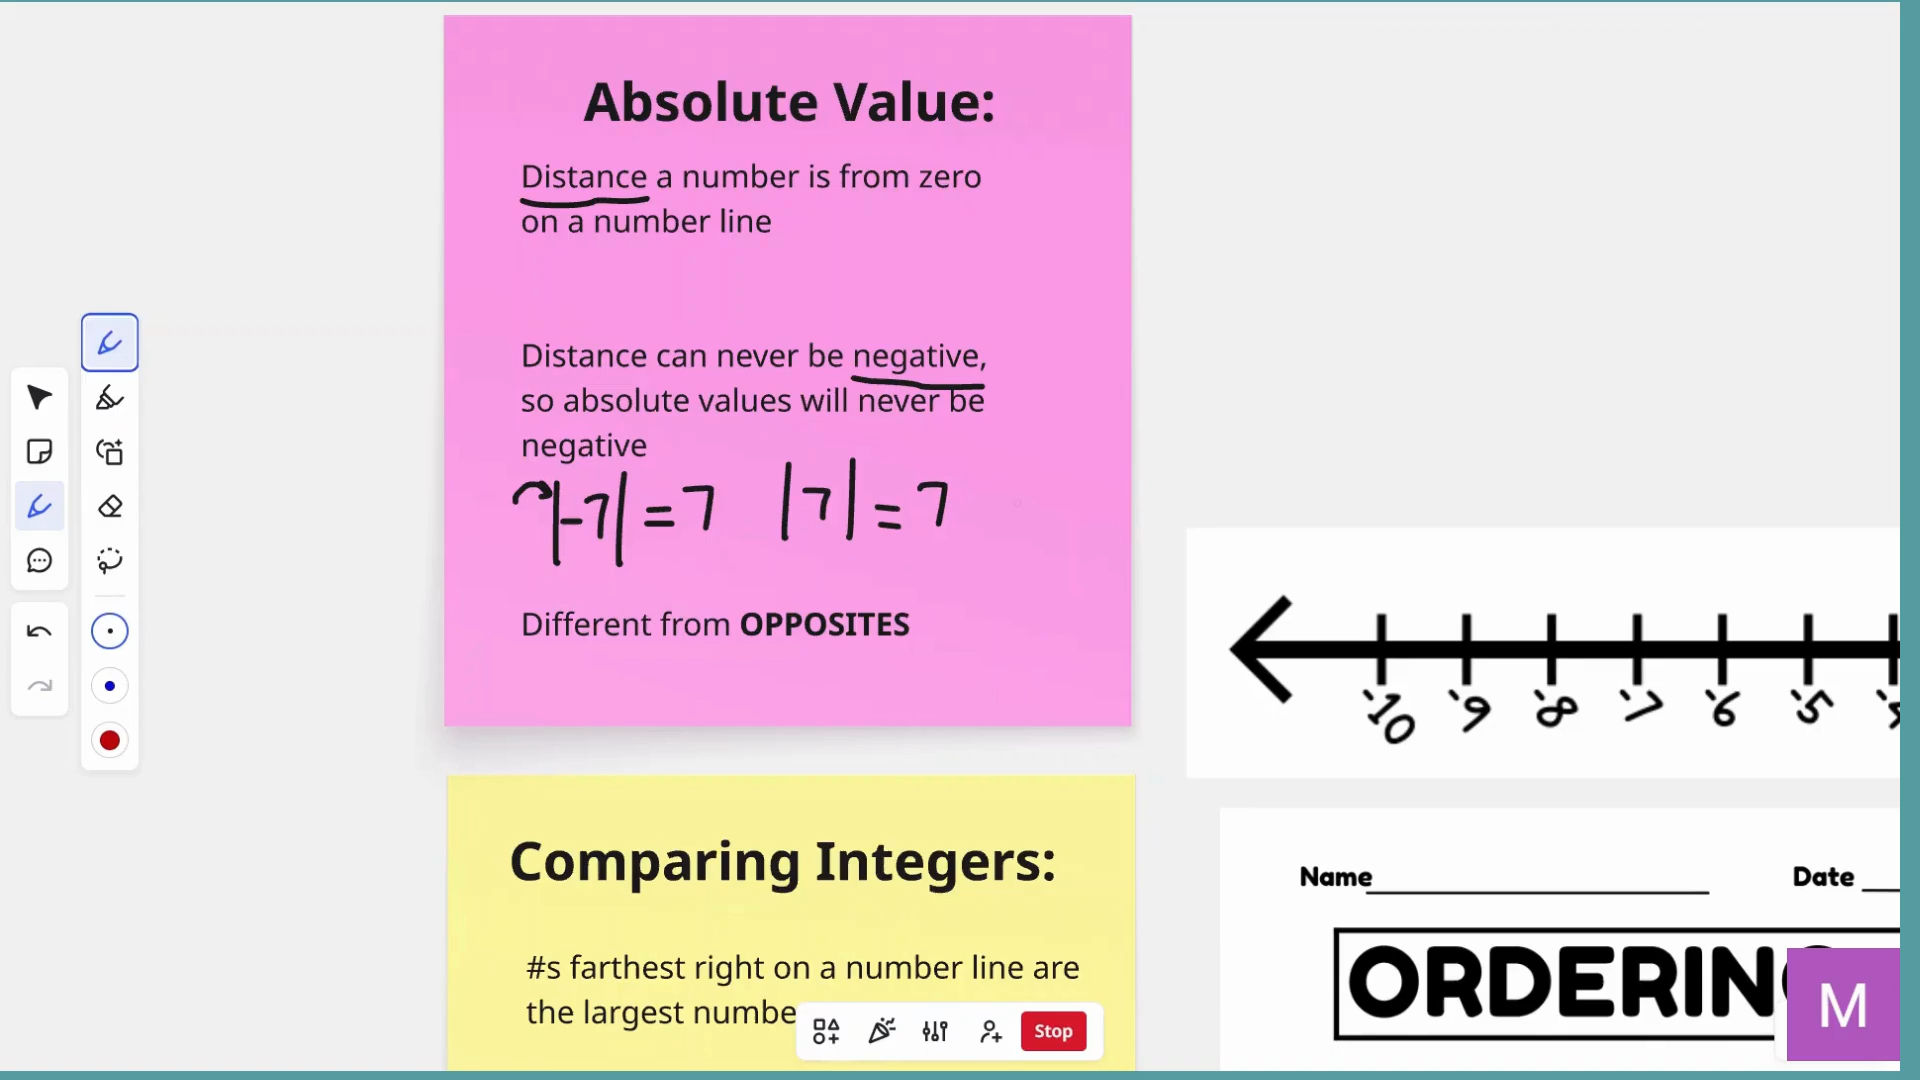 Absolute Value:
Distance a number is from zero
on a number line
Distance can never be negative,
so absolute values will never be
negative
|-7| = 7 |7| = 7
Different from OPPOSITES
-10 -9 -8 -7 -6 -5
Comparing Integers:
#s farthest right on a number line are
the largest numbe
Stop
Name Date
ORDERING
M